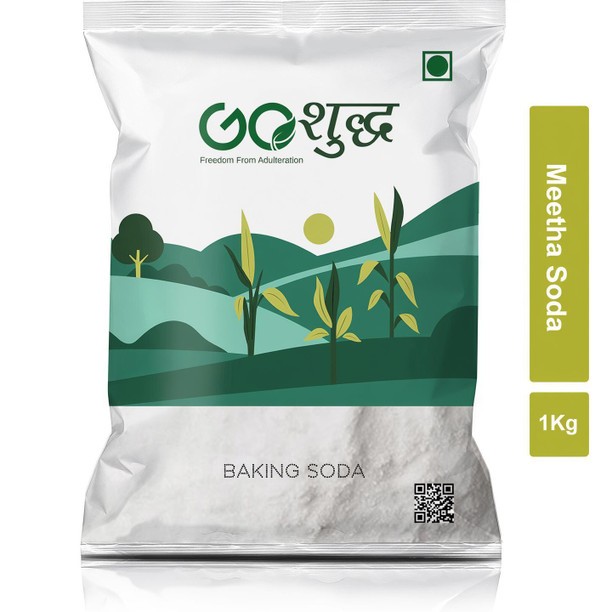 GOशुद्ध
Freedom From Adulteration
BAKING SODA
Meetha Soda
1Kg